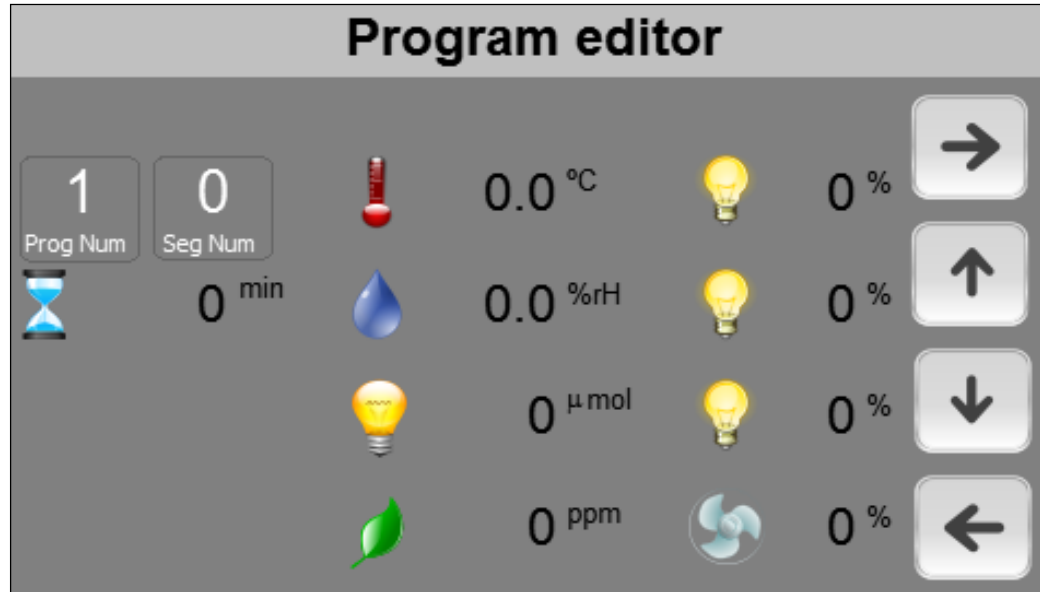 Program editor
1 0 0.0 °C 0 %
Prog Num Seg Num
0 min 0.0 %rH 0 %
0 μmol 0 %
0 ppm 0 %